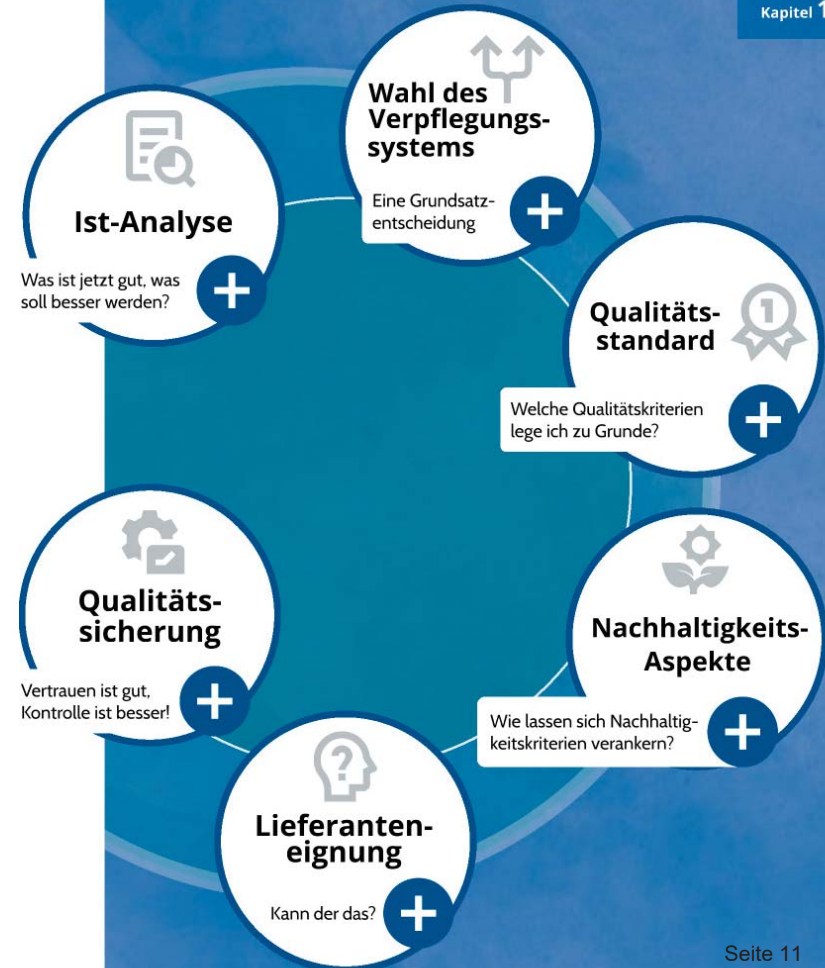 Kapitel 1
Wahl des
Verpflegungs-
systems
Eine Grundsatz-
entscheidung
Ist-Analyse
Was ist jetzt gut, was
soll besser werden?
Qualitäts-
standard
1
Welche Qualitätskriterien
lege ich zu Grunde?
Nachhaltigkeits-
Aspekte
Wie lassen sich Nachhaltig-
keitskriterien verankern?
Lieferanten-
eignung
Kann der das?
Qualitäts-
sicherung
Vertrauen ist gut,
Kontrolle ist besser!
Seite 11